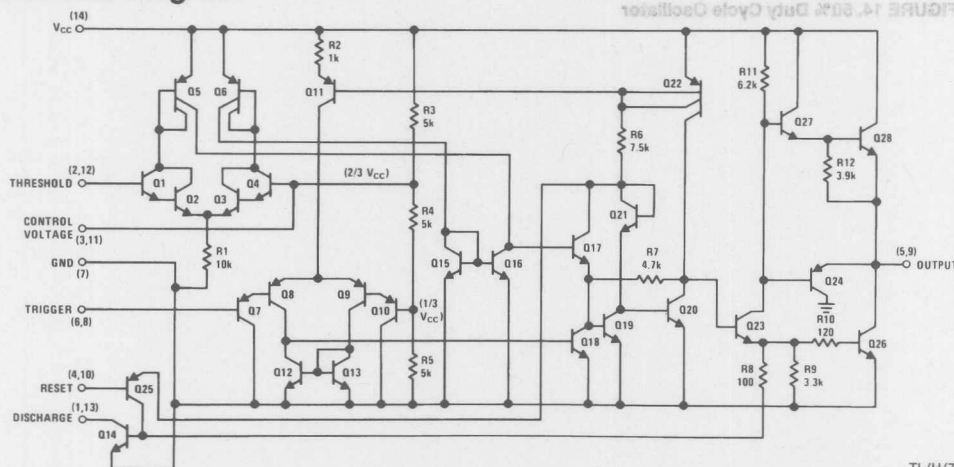 FIGURE 14. 50% Duty Cycle Oscillator
VCC (14)
R2
1k
Q5
Q6
Q11
R3
5k
Q22
R11
6.2k
Q27
Q28
R6
7.5k
R12
3.9k
THRESHOLD (2,12)
Q1
Q2
Q3
Q4
(2/3 VCC)
CONTROL
VOLTAGE
(3,11)
R4
5k
Q21
Q17
R7
4.7k
R1
10k
Q15
Q16
GND
(7)
(5,9)
OUTPUT
Q24
TRIGGER
(6,8)
Q7
Q8
Q9
Q10
(1/3
VCC)
Q18
Q19
Q20
Q23
R10
120
Q26
Q12
Q13
R5
5k
R8
100
R9
3.3k
RESET (4,10)
Q25
DISCHARGE (1,13)
Q14